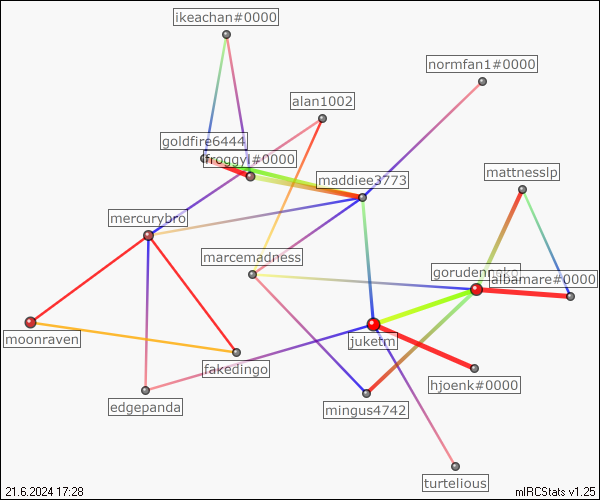 ikeachan#0000
normfan1#0000
alan1002
goldfire6444
froggyl#0000
maddiee3773
mattnesslp
mercurybro
marcemadness
albamare#0000
moonraven
juketm
fakedingo
hjoenk#0000
edgepanda
mingus4742
turtelious
21.6.2024 17:28
mIRCStats v1.25